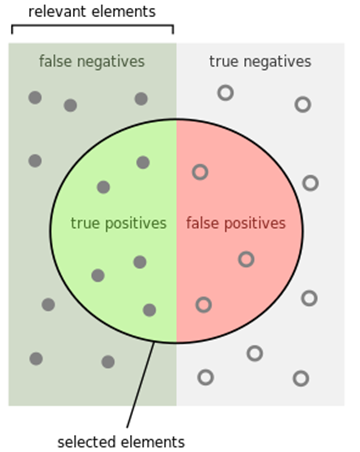 relevant elements
false negatives
true negatives
true positives
false positives
selected elements